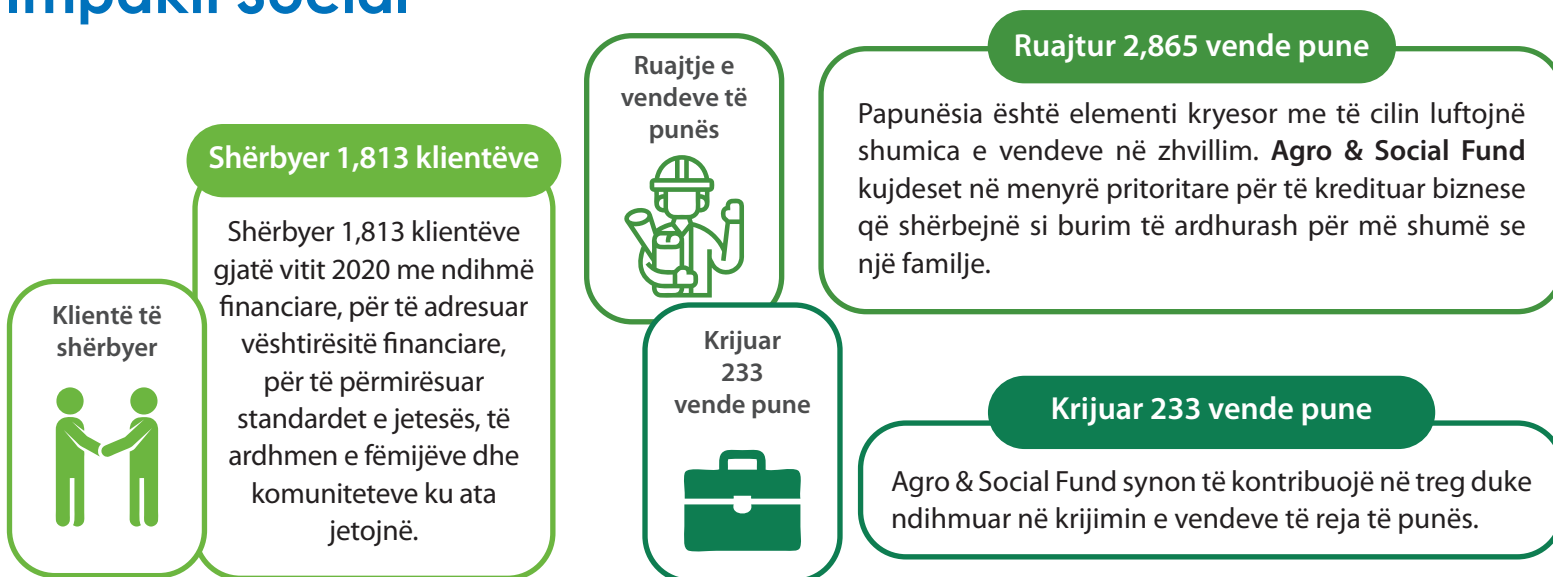 Impakti social
Klientë të
shërbyer
Shërbyer 1,813 klientëve
Shërbyer 1,813 klientëve
gjatë vitit 2020 me ndihmë
financiare, për të adresuar
vështirësitë financiare,
për të përmirësuar
standardet e jetesës, të
ardhmen e fëmijëve dhe
komuniteteve ku ata
jetojnë.
Ruajtje e
vendeve të
punës
Ruajtur 2,865 vende pune
Papunësia është elementi kryesor me të cilin luftojnë
shumica e vendeve në zhvillim. Agro & Social Fund
kujdeset në menyrë pritoritare për të kredituar biznese
që shërbejnë si burim të ardhurash për më shumë se
një familje.
Krijuar
233
vende pune
Krijuar 233 vende pune
Agro & Social Fund synon të kontribuojë në treg duke
ndihmuar në krijimin e vendeve të reja të punës.